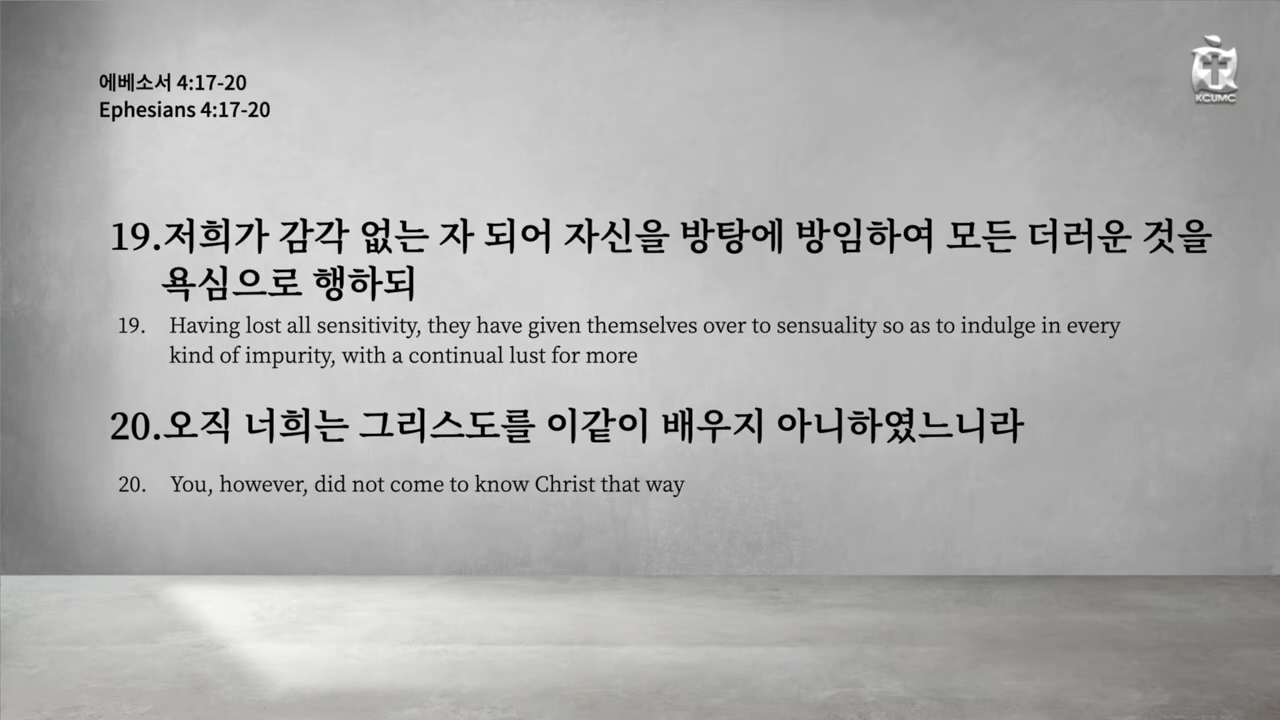 에베소서 4:17-20
Ephesians 4:17-20
KCUMC
19.저희가 감각 없는 자 되어 자신을 방탕에 방임하여 모든 더러운 것을
욕심으로 행하되
19. Having lost all sensitivity, they have given themselves over to sensuality so as to indulge in every
kind of impurity, with a continual lust for more
20.오직 너희는 그리스도를 이같이 배우지 아니하였느니라
20. You, however, did not come to know Christ that way